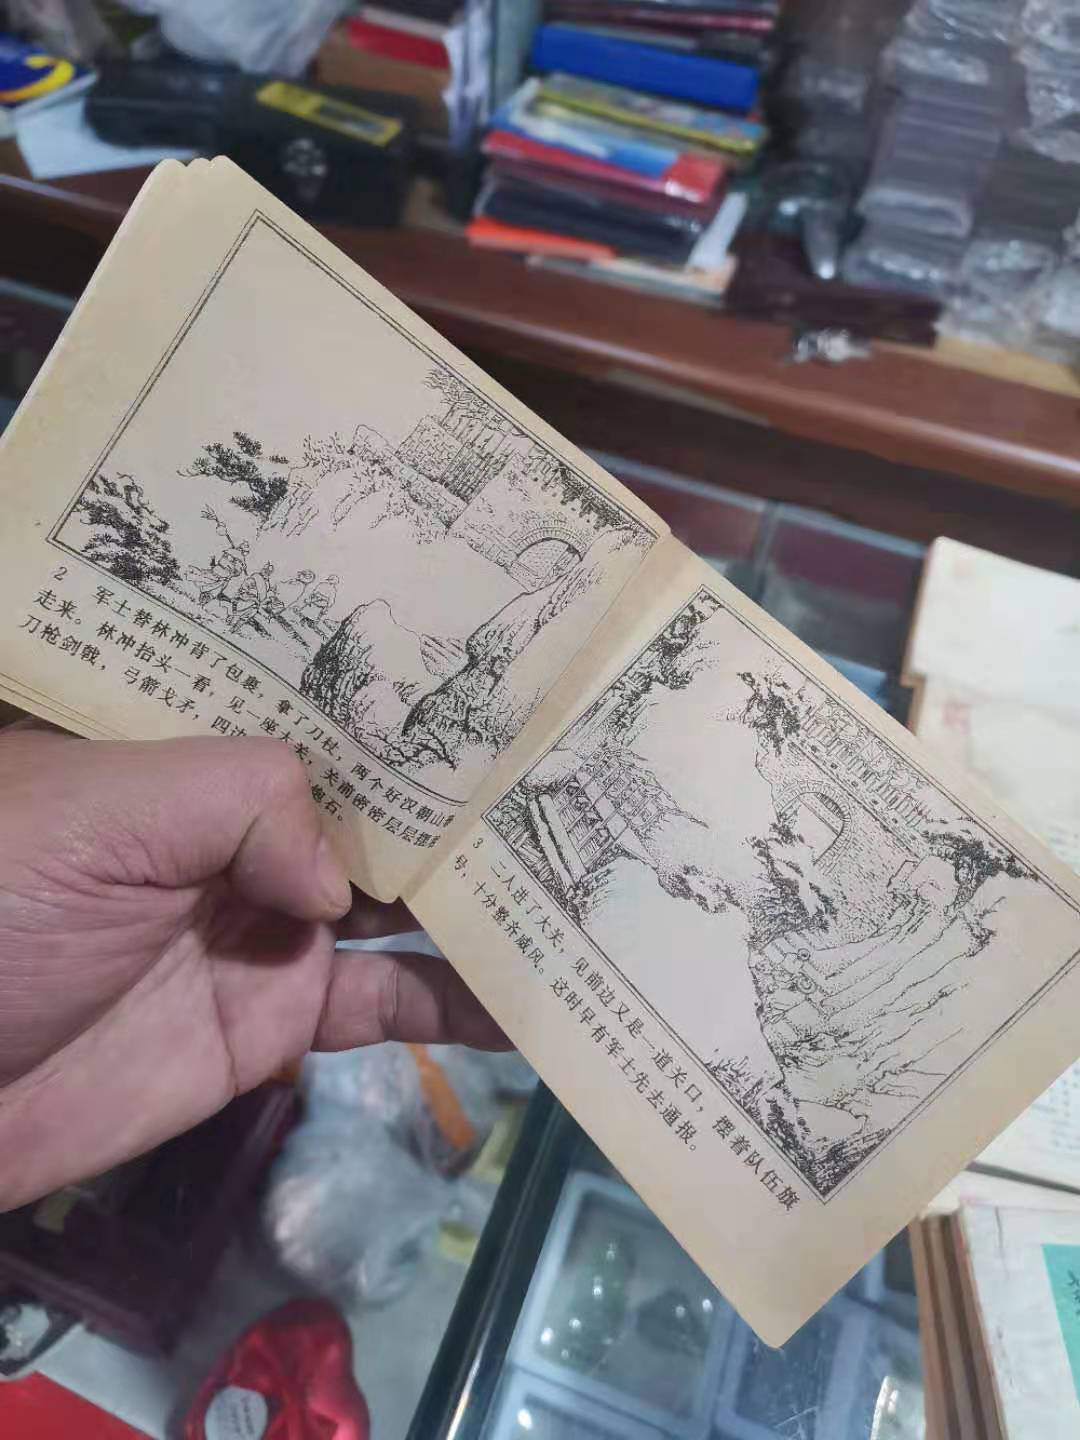 2 军士替林冲背了包裹，拿了刀杖，两个好汉朝山
走来。林冲抬头一看，见一座大关，关前密密层层摆
刀枪剑戟，弓箭戈矛，四边 炮石。
3 二人进了大关，见前边又是一道关口，摆着队伍旗
号，十分整齐威风。这时早有军士先去通报。